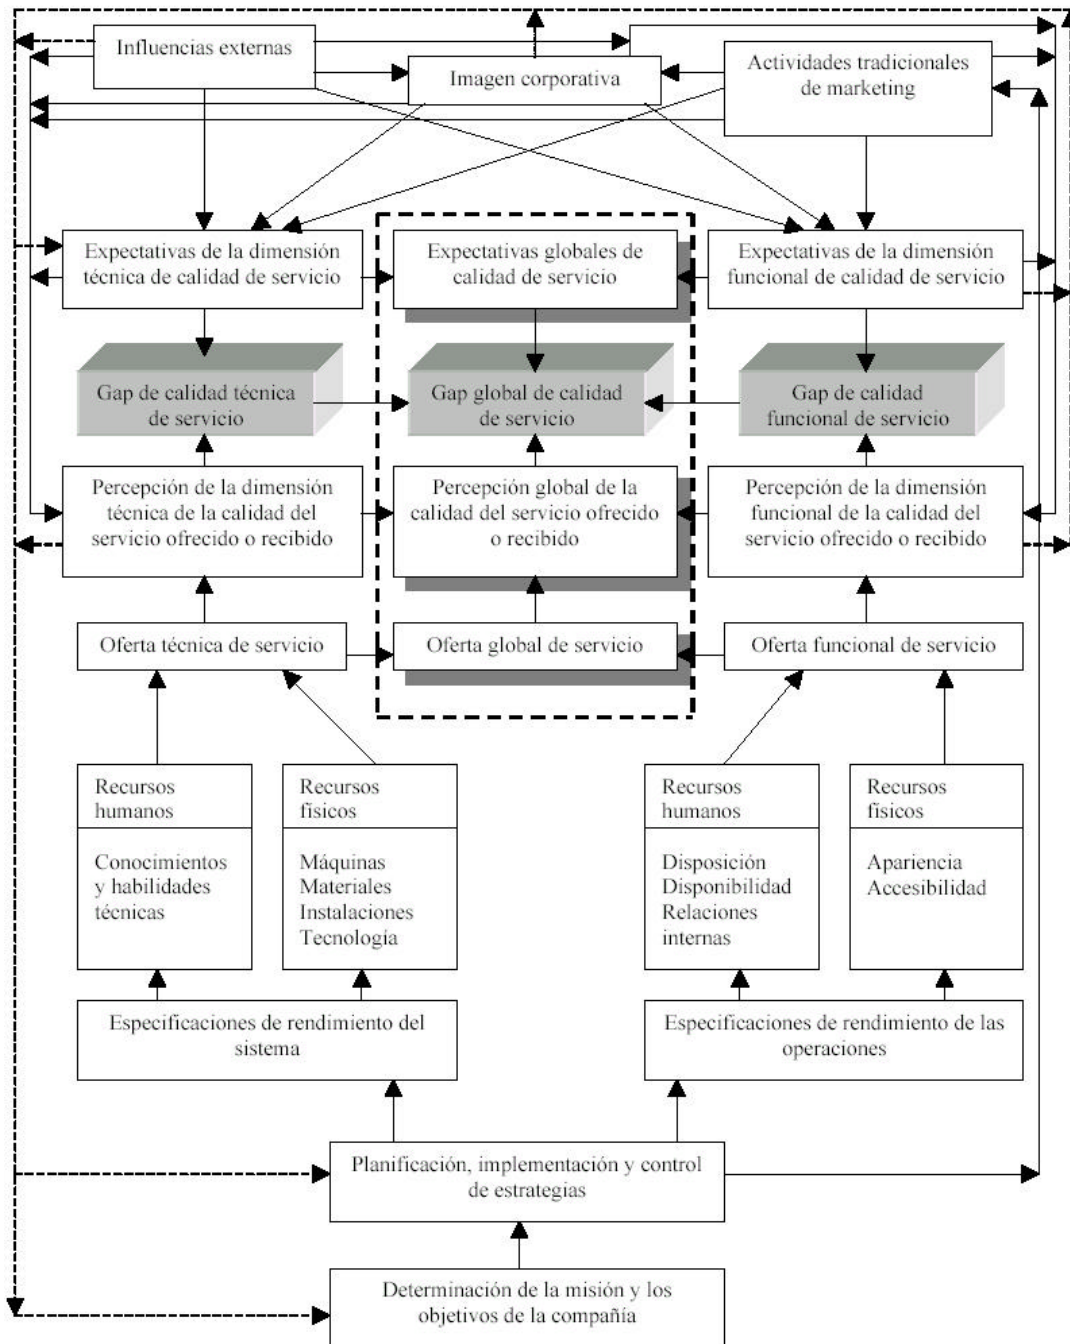 Influencias externas
Imagen corporativa
Actividades tradicionales
de marketing
Expectativas de la dimensión
técnica de calidad de servicio
Expectativas globales de
calidad de servicio
Expectativas de la dimensión
funcional de calidad de servicio
Gap de calidad técnica
de servicio
Gap global de calidad
de servicio
Gap de calidad
funcional de servicio
Percepción de la dimensión
técnica de la calidad del
servicio ofrecido o recibido
Percepción global de la
calidad del servicio ofrecido
o recibido
Percepción de la dimensión
funcional de la calidad del
servicio ofrecido o recibido
Oferta técnica de servicio
Oferta global de servicio
Oferta funcional de servicio
Recursos
humanos
Conocimientos
y habilidades
técnicas
Recursos
físicos
Máquinas
Materiales
Instalaciones
Tecnología
Recursos
humanos
Disposición
Disponibilidad
Relaciones
internas
Recursos
físicos
Apariencia
Accesibilidad
Especificaciones de rendimiento del
sistema
Especificaciones de rendimiento de las
operaciones
Planificación, implementación y control
de estrategias
Determinación de la misión y los
objetivos de la compañía